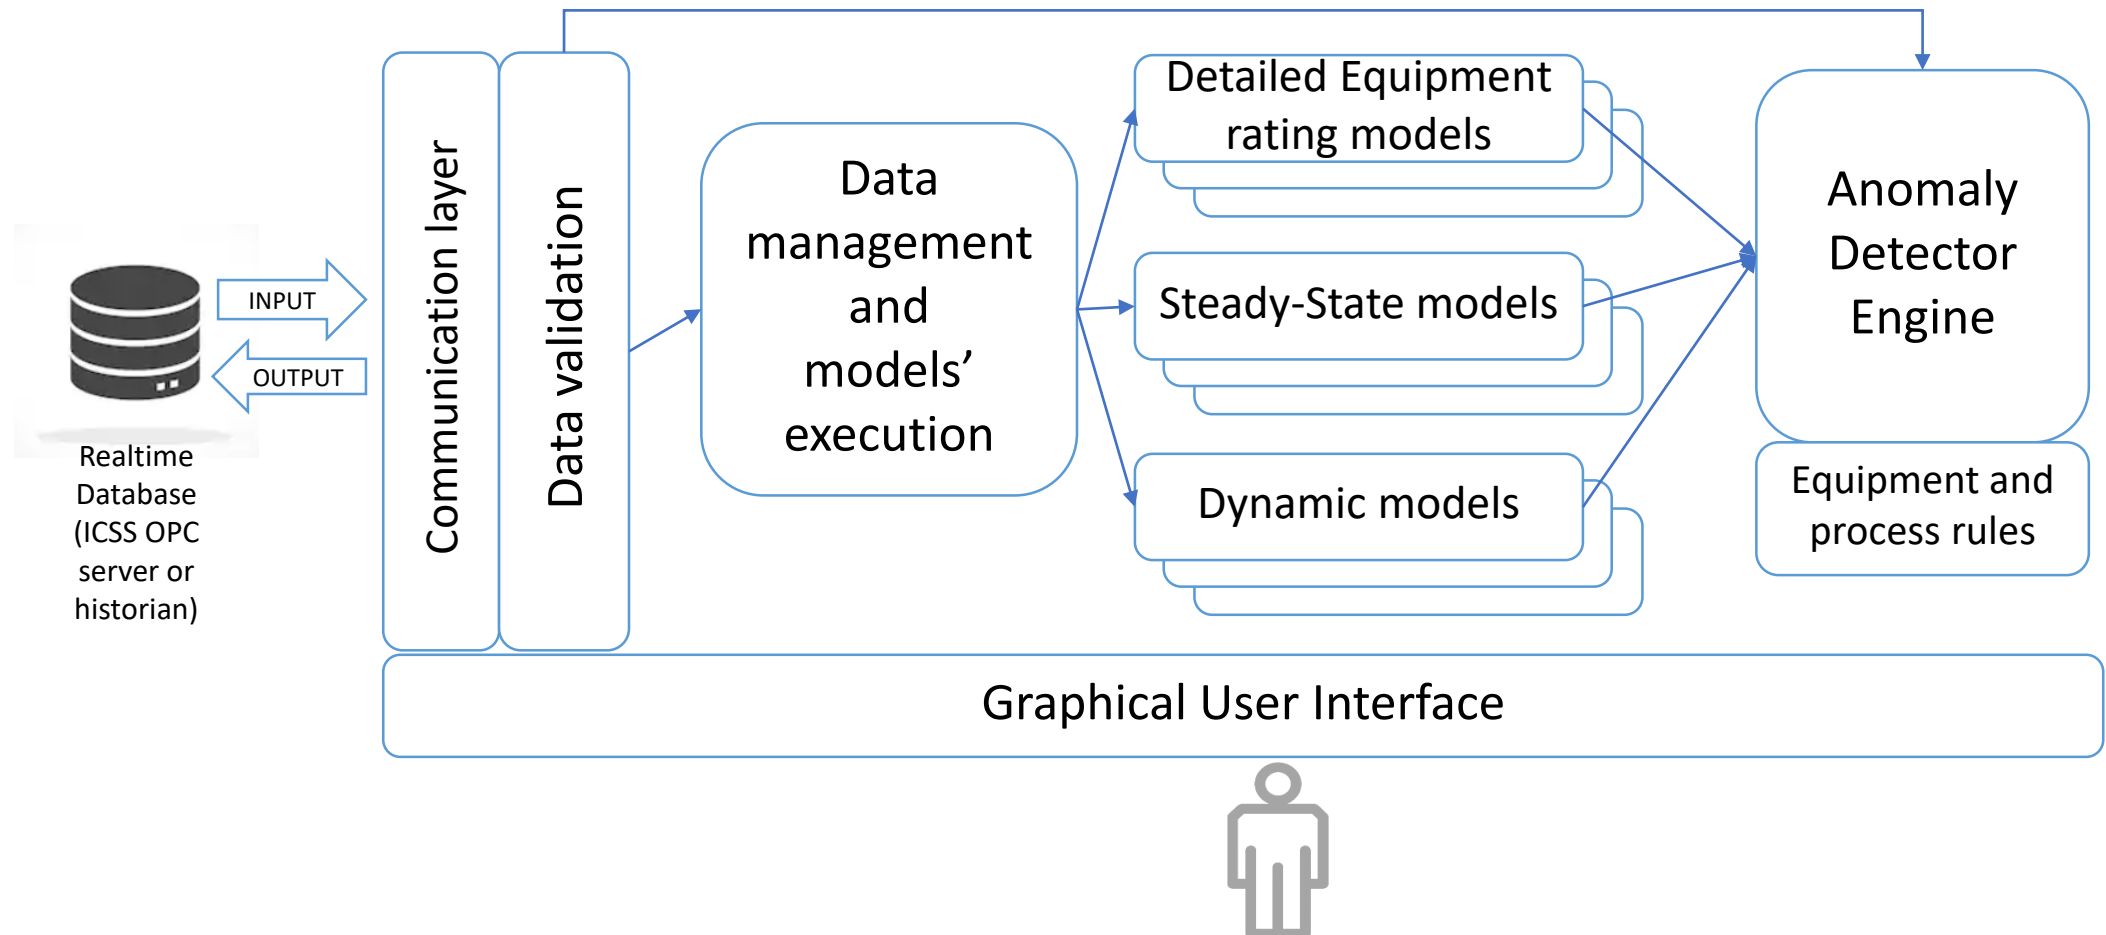 INPUT
OUTPUT
Realtime
Database
(ICSS OPC
server or
historian)
Communication layer
Data validation
Data
management
and
models’
execution
Detailed Equipment
rating models
Steady-State models
Dynamic models
Anomaly
Detector
Engine
Equipment and
process rules
Graphical User Interface